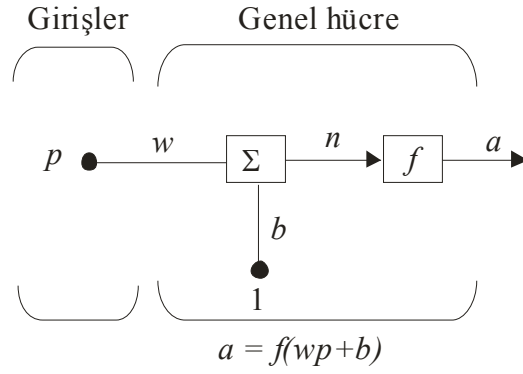 Girişler Genel hücre
p w Σ n f a
b
1
a = f(wp+b)